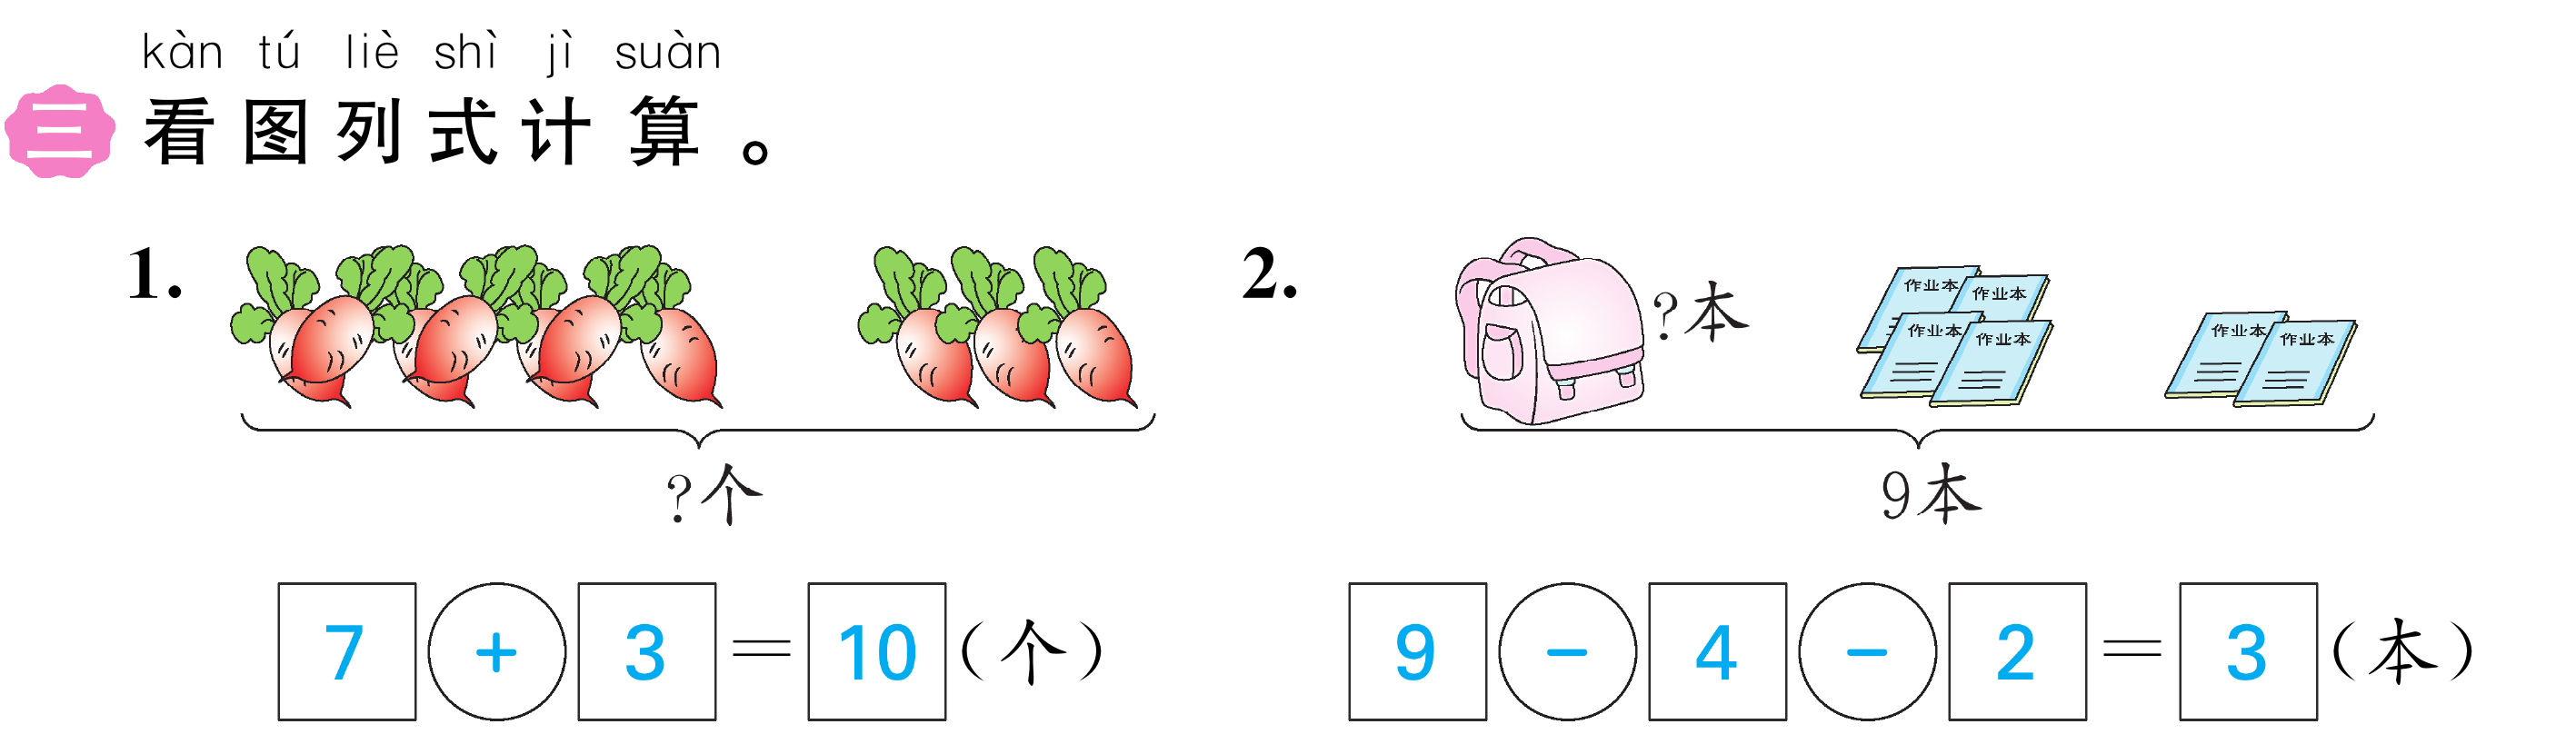 kàn tú liè shì jì suàn
三 看图列式计算。
1.
?个
7 + 3 = 10 (个)
2.
?本
作业本
作业本
作业本
作业本
作业本
作业本
9本
9 − 4 − 2 = 3 (本)